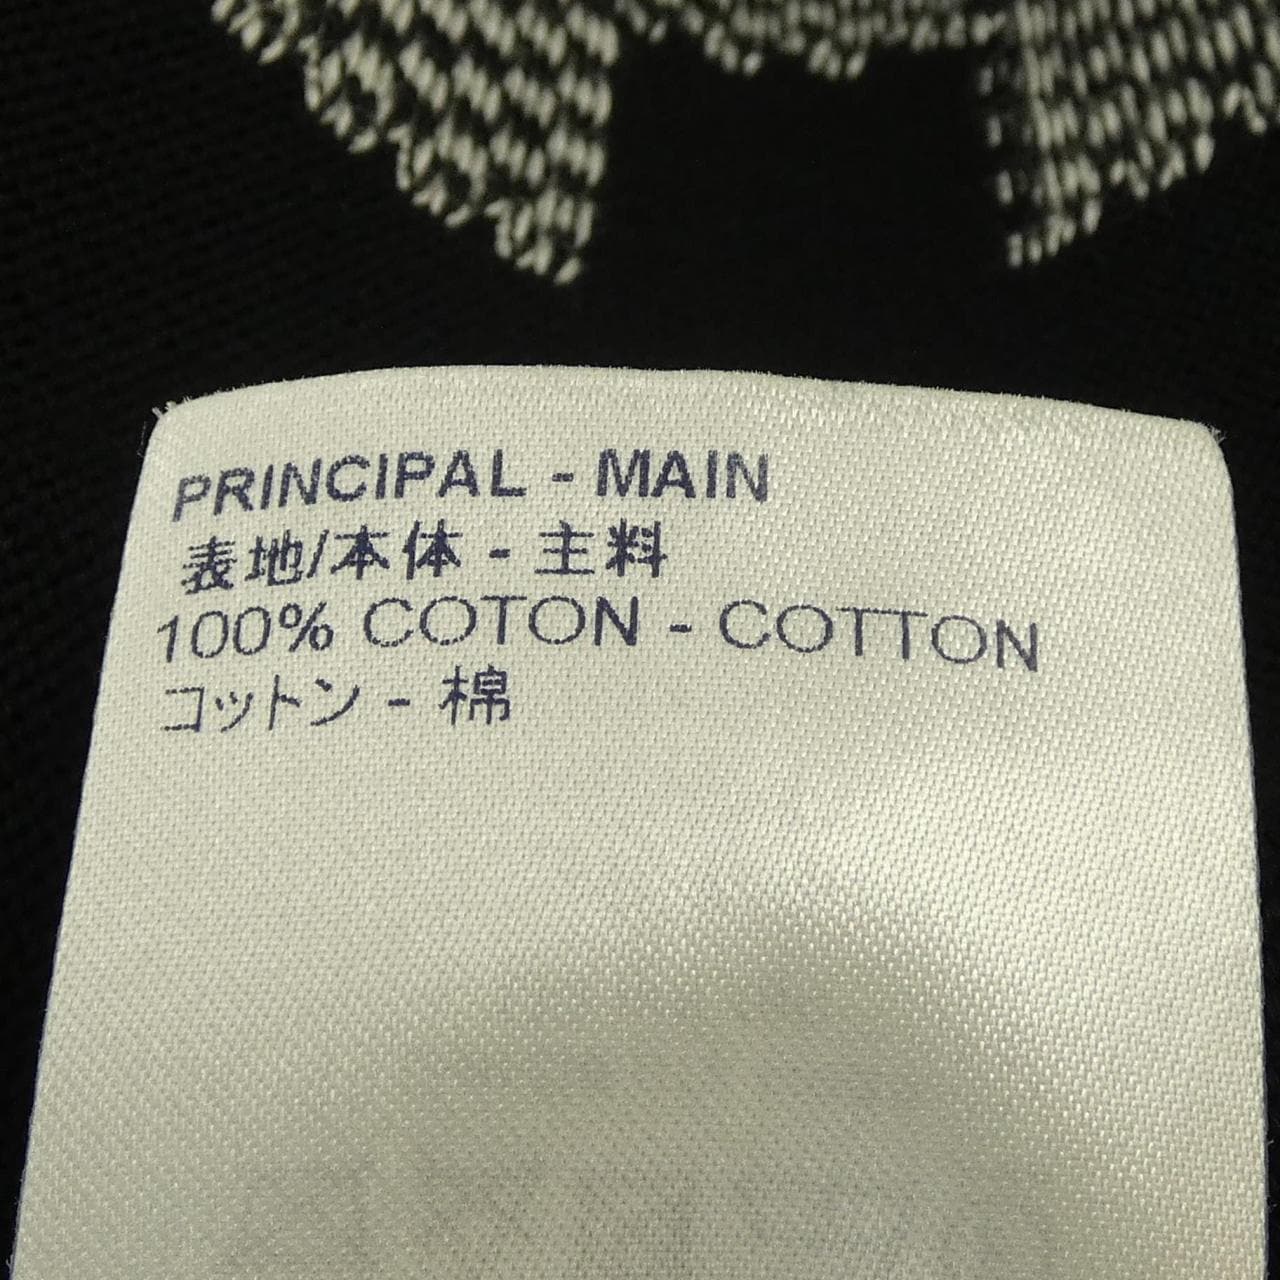 PRINCIPAL - MAIN
表地/本体 - 主料
100% COTON - COTTON
コットン - 棉